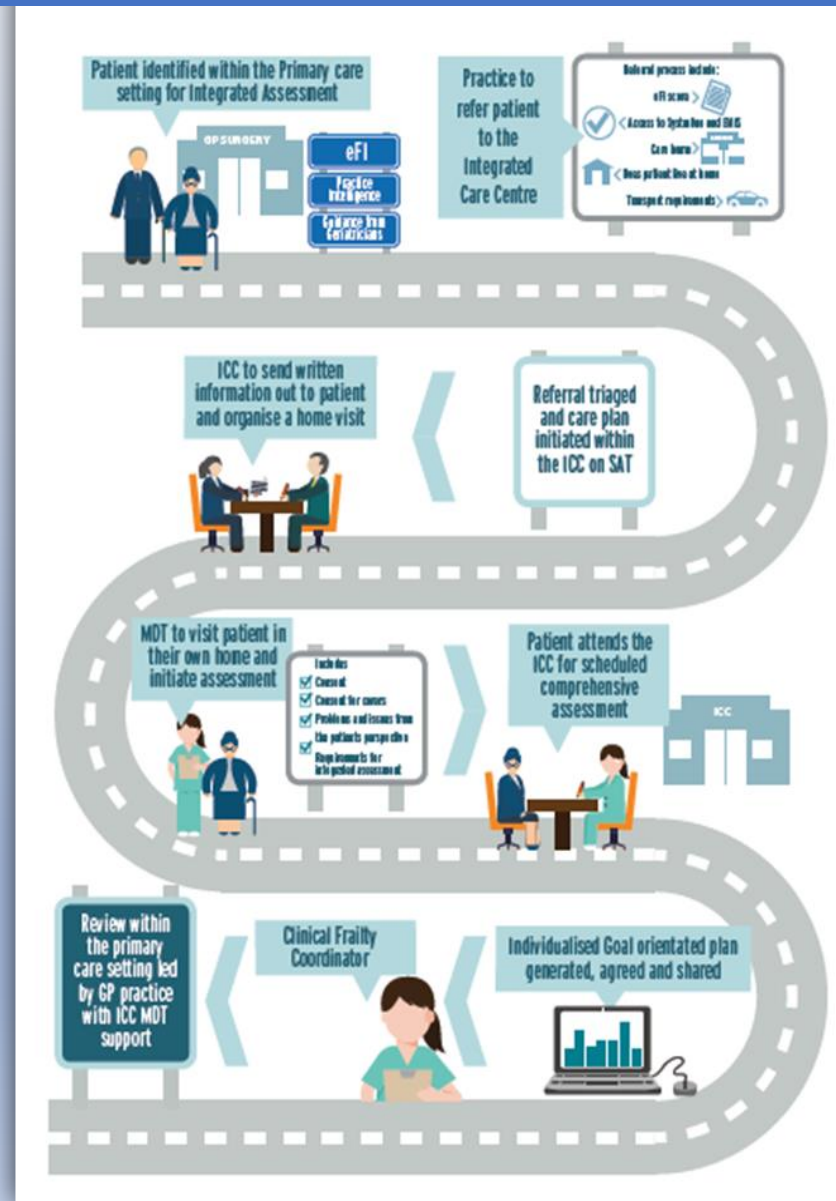 Patient identified within the Primary care
setting for Integrated Assessment
GP SURGERY
eFI
Practice
Intelligence
Guidance from
Geriatricians
Practice to
refer patient
to the
Integrated
Care Centre
Referral process include:
eFI score
Access to SystmOne and EMIS
Care home
Does patient live at home
Transport requirements
Referral triaged
and care plan
initiated within
the ICC on SAT
ICC to send written
information out to patient
and organise a home visit
MDT to visit patient in
their own home and
initiate assessment
Includes
Consent
Consent for carers
Problems and issues from
the patients perspective
Requirements for
integrated assessment
Patient attends the
ICC for scheduled
comprehensive
assessment
ICC
Individualised Goal orientated plan
generated, agreed and shared
Clinical Frailty
Coordinator
Review within
the primary
care setting led
by GP practice
with ICC MDT
support